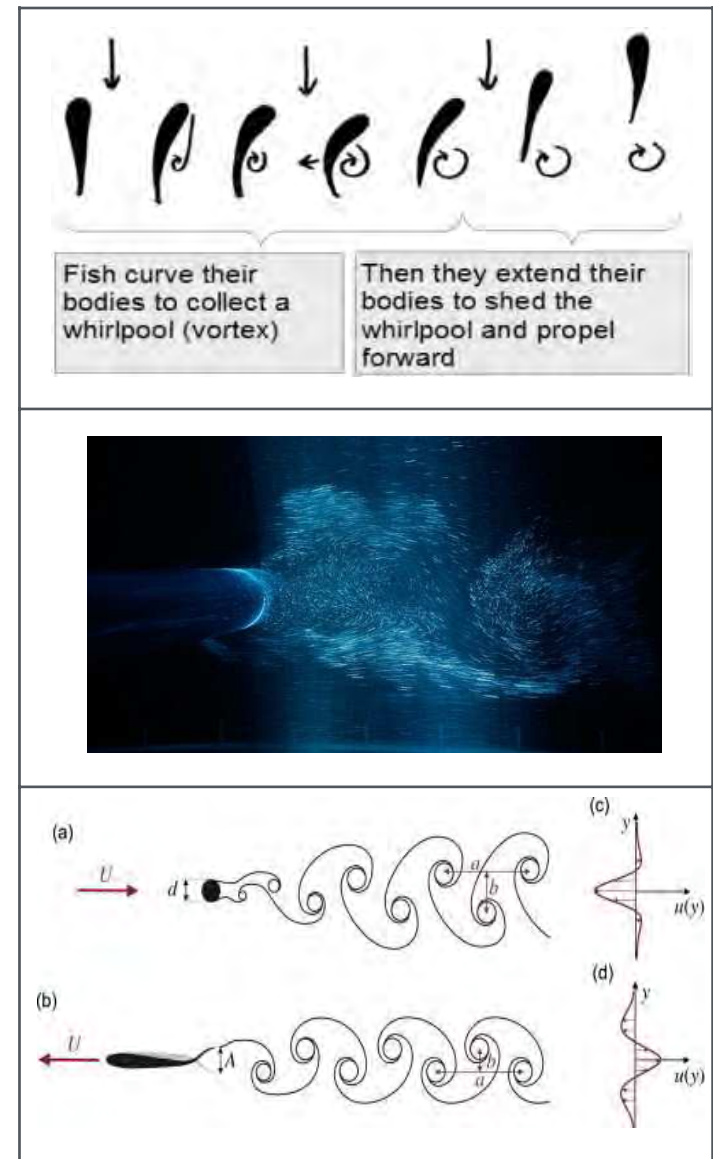 Fish curve their
bodies to collect a
whirlpool (vortex)
Then they extend their
bodies to shed the
whirlpool and propel
forward
(a)
U
d
a
b
(c)
y
u(y)
(b)
U
A
b
a
(d)
y
u(y)